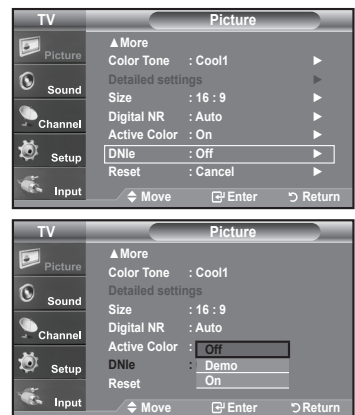 TV Picture
▲More
Picture
Color Tone : Cool1 ►
Detailed settings ►
Sound
Size : 16 : 9 ►
Digital NR : Auto ►
Channel
Active Color : On ►
DNIe : Off ►
Setup
Reset : Cancel ►
Input
Move Enter Return
TV Picture
▲More
Picture
Color Tone : Cool1
Detailed settings
Sound
Size : 16 : 9
Digital NR : Auto
Channel
Active Color : Off
DNIe : Demo
Setup
Reset On
Input
Move Enter Return